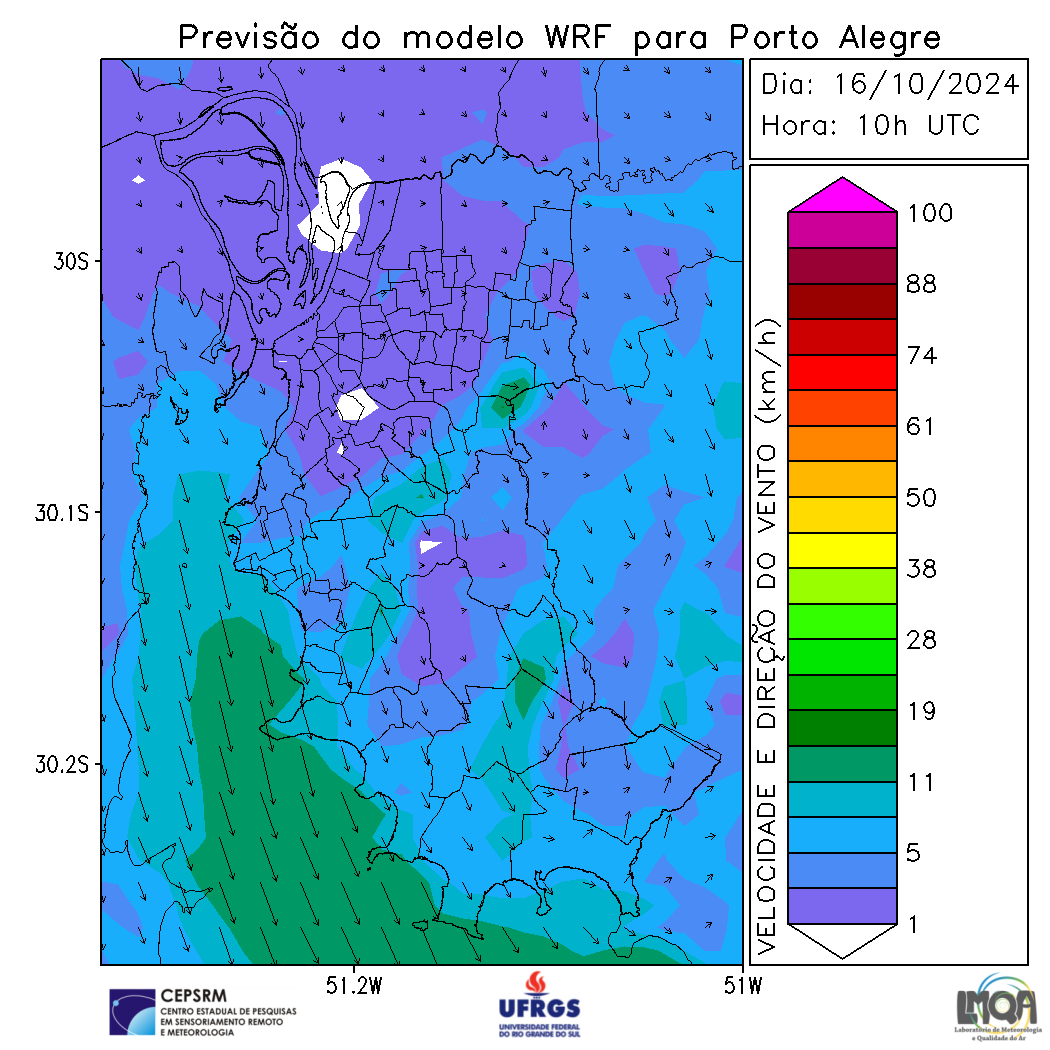 Previsão do modelo WRF para Porto Alegre
Dia: 16/10/2024
Hora: 10h UTC
30S
30.1S
30.2S
51.2W
51W
VELOCIDADE E DIREÇÃO DO VENTO (km/h)
100
88
74
61
50
38
28
19
11
5
1
CEPSRM
CENTRO ESTADUAL DE PESQUISAS
EM SENSORIAMENTO REMOTO
E METEOROLOGIA
UFRGS
UNIVERSIDADE FEDERAL
DO RIO GRANDE DO SUL
LMQA
Laboratório de Meteorologia
e Qualidade do Ar